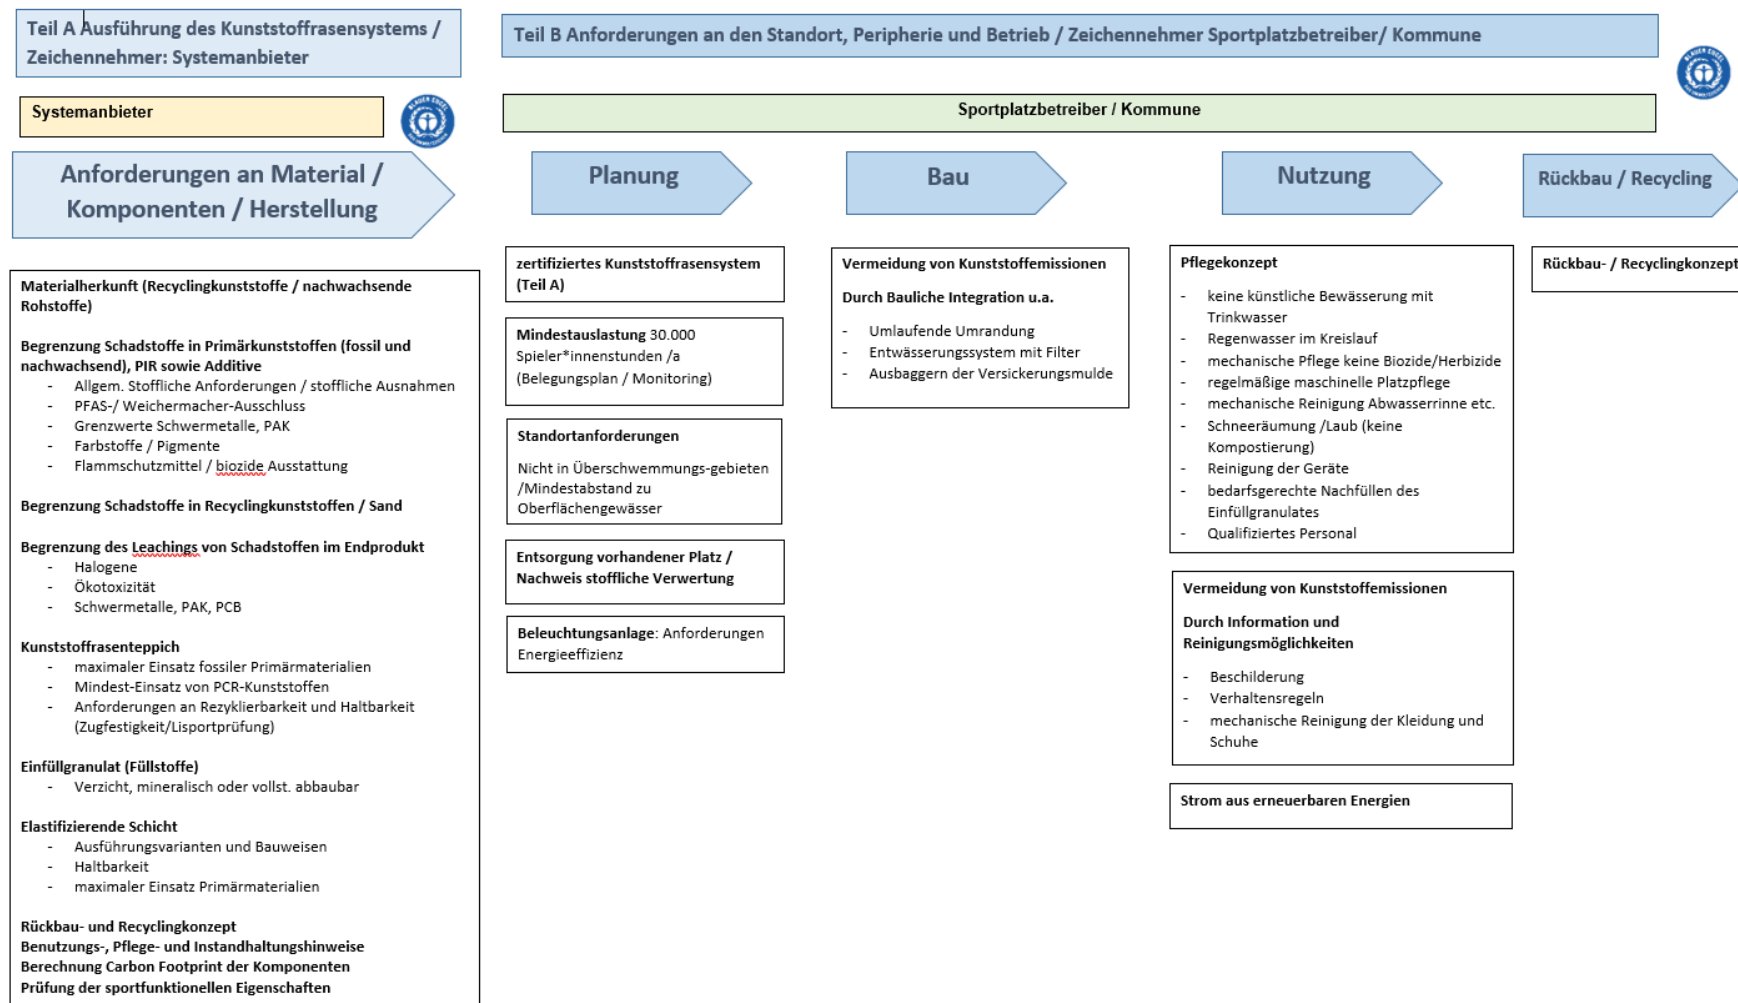 Teil A Ausführung des Kunststoffrasensystems /
Zeichennehmer: Systemanbieter
Systemanbieter
BLAUER ENGEL
Anforderungen an Material /
Komponenten / Herstellung
Materialherkunft (Recyclingkunststoffe / nachwachsende
Rohstoffe)
Begrenzung Schadstoffe in Primärkunststoffen (fossil und
nachwachsend), PIR sowie Additive
- Allgem. Stoffliche Anforderungen / stoffliche Ausnahmen
- PFAS-/ Weichermacher-Ausschluss
- Grenzwerte Schwermetalle, PAK
- Farbstoffe / Pigmente
- Flammschutzmittel / biozide Ausstattung
Begrenzung Schadstoffe in Recyclingkunststoffen / Sand
Begrenzung des Leachings von Schadstoffen im Endprodukt
- Halogene
- Ökotoxizität
- Schwermetalle, PAK, PCB
Kunststoffrasenteppich
- maximaler Einsatz fossiler Primärmaterialien
- Mindest-Einsatz von PCR-Kunststoffen
- Anforderungen an Rezyklierbarkeit und Haltbarkeit
(Zugfestigkeit/Lisportprüfung)
Einfüllgranulat (Füllstoffe)
- Verzicht, mineralisch oder vollst. abbaubar
Elastifizierende Schicht
- Ausführungsvarianten und Bauweisen
- Haltbarkeit
- maximaler Einsatz Primärmaterialien
Rückbau- und Recyclingkonzept
Benutzungs-, Pflege- und Instandhaltungshinweise
Berechnung Carbon Footprint der Komponenten
Prüfung der sportfunktionellen Eigenschaften
Teil B Anforderungen an den Standort, Peripherie und Betrieb / Zeichennehmer Sportplatzbetreiber/ Kommune
BLAUER ENGEL
Sportplatzbetreiber / Kommune
Planung
zertifiziertes Kunststoffrasensystem
(Teil A)
Mindestauslastung 30.000
Spieler*innenstunden /a
(Belegungsplan / Monitoring)
Standortanforderungen
Nicht in Überschwemmungs-gebieten
/Mindestabstand zu
Oberflächengewässer
Entsorgung vorhandener Platz /
Nachweis stoffliche Verwertung
Beleuchtungsanlage: Anforderungen
Energieeffizienz
Bau
Vermeidung von Kunststoffemissionen
Durch Bauliche Integration u.a.
- Umlaufende Umrandung
- Entwässerungssystem mit Filter
- Ausbaggern der Versickerungsmulde
Nutzung
Pflegekonzept
- keine künstliche Bewässerung mit
Trinkwasser
- Regenwasser im Kreislauf
- mechanische Pflege keine Biozide/Herbizide
- regelmäßige maschinelle Platzpflege
- mechanische Reinigung Abwasserrinne etc.
- Schneeräumung /Laub (keine
Kompostierung)
- Reinigung der Geräte
- bedarfsgerechte Nachfüllen des
Einfüllgranulates
- Qualifiziertes Personal
Vermeidung von Kunststoffemissionen
Durch Information und
Reinigungsmöglichkeiten
- Beschilderung
- Verhaltensregeln
- mechanische Reinigung der Kleidung und
Schuhe
Strom aus erneuerbaren Energien
Rückbau / Recycling
Rückbau- / Recyclingkonzept